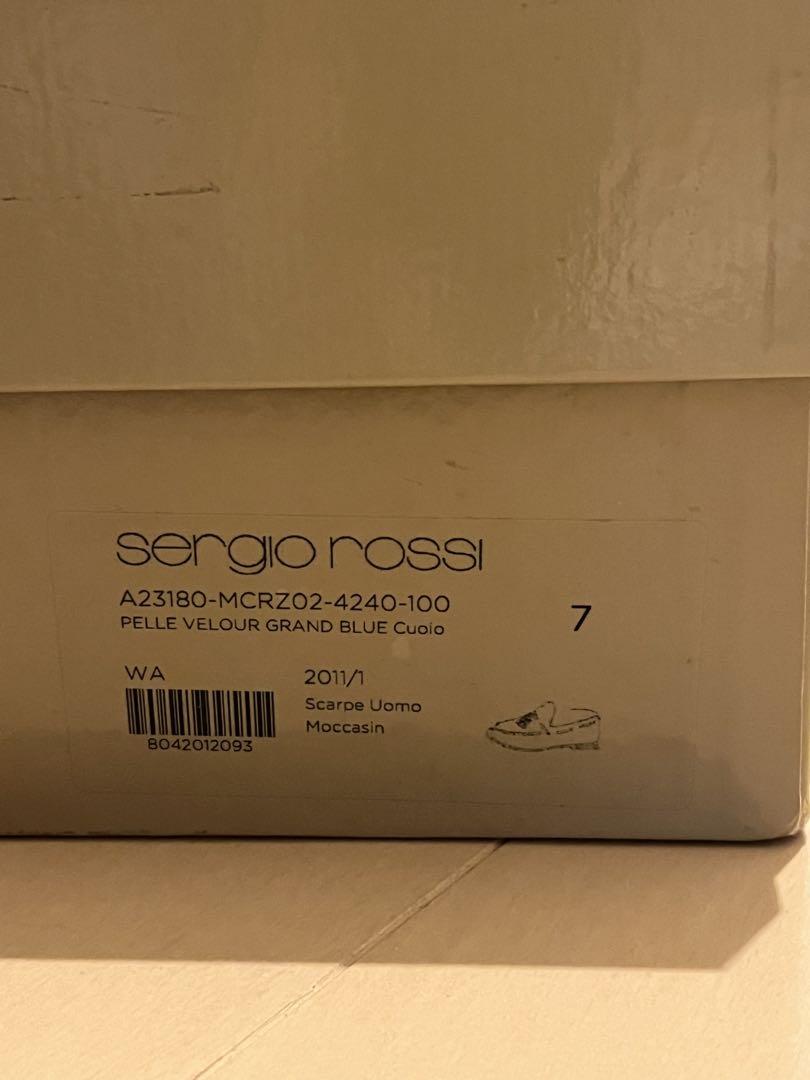 sergio rossi
A23180-MCRZ02-4240-100
PELLE VELOUR GRAND BLUE Cuoio
7
WA
2011/1
Scarpe Uomo
Moccasin
8042012093